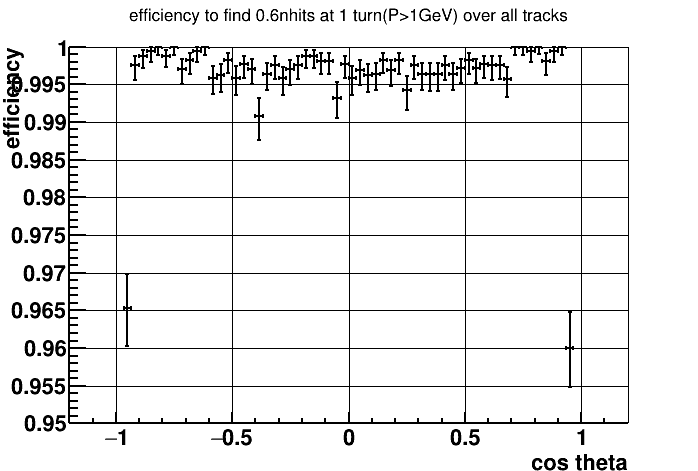 efficiency to find 0.6nhits at 1 turn(P>1GeV) over all tracks
efficiency
1
0.995
0.99
0.985
0.98
0.975
0.97
0.965
0.96
0.955
0.95
−1 −0.5 0 0.5 1
cos theta